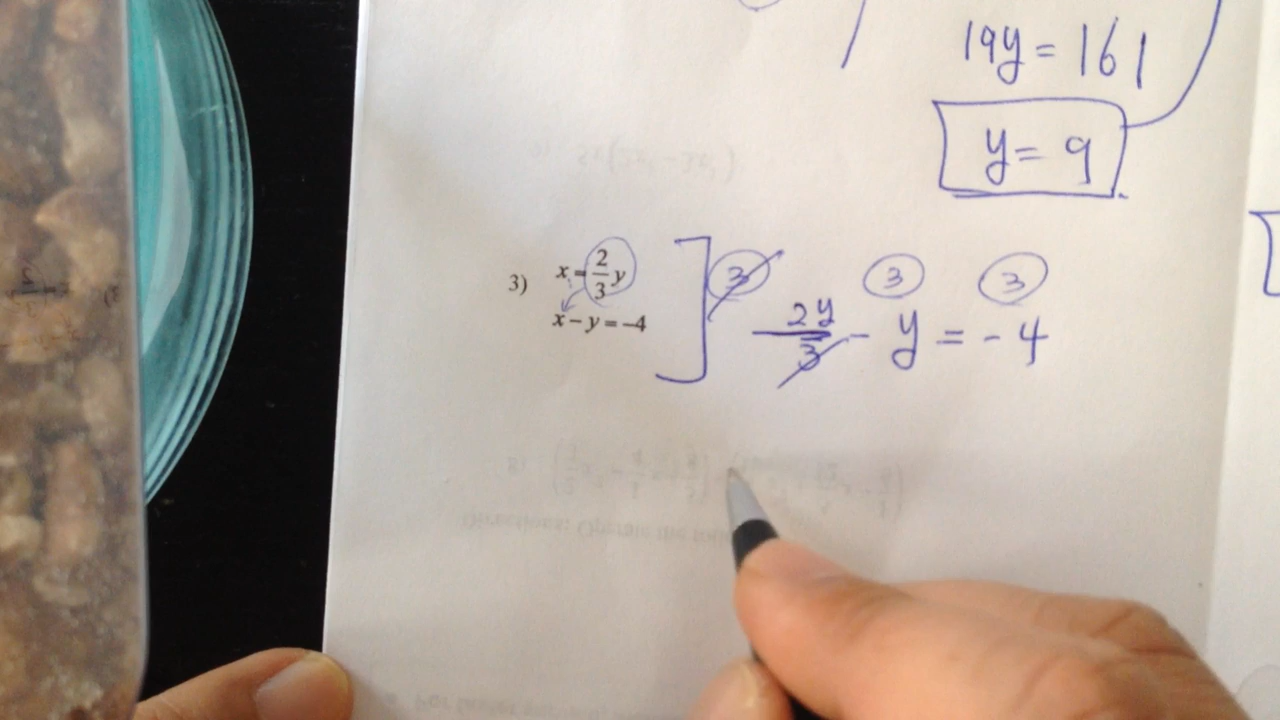 19y = 161
y = 9
3) x = 2/3 y
x - y = -4
3 3 3
2y/3 - y = -4